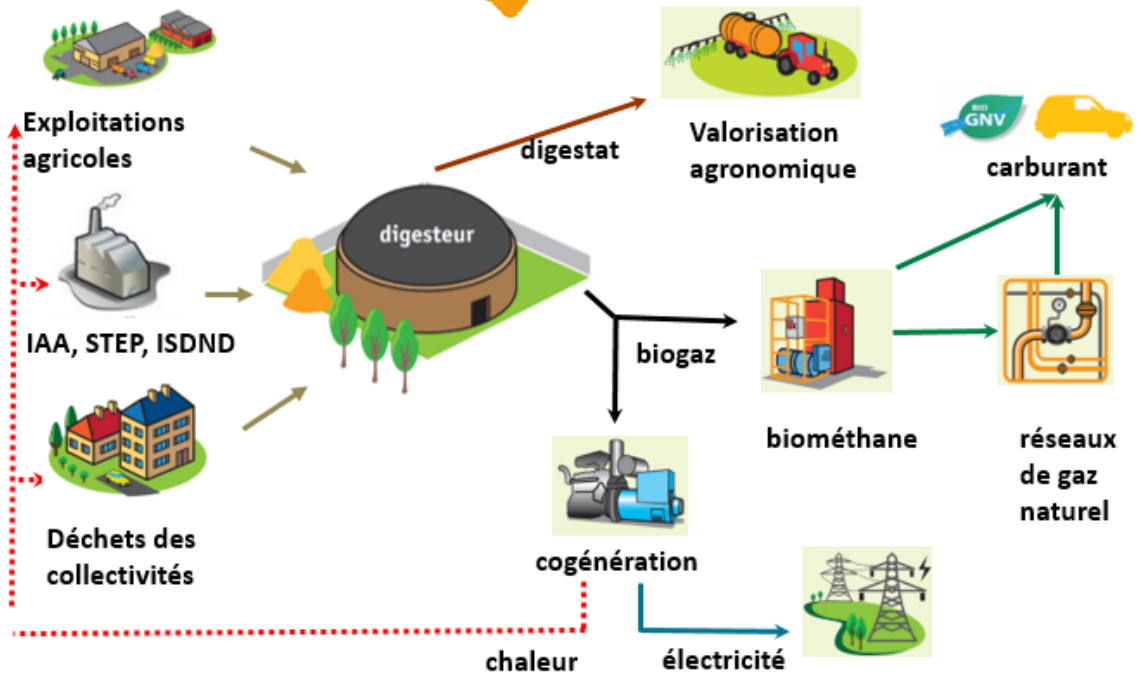 Exploitations
agricoles
IAA, STEP, ISDND
Déchets des
collectivités
digesteur
digestat
Valorisation
agronomique
BIO
GNV
carburant
biogaz
biométhane
réseaux
de gaz
naturel
cogénération
chaleur
électricité